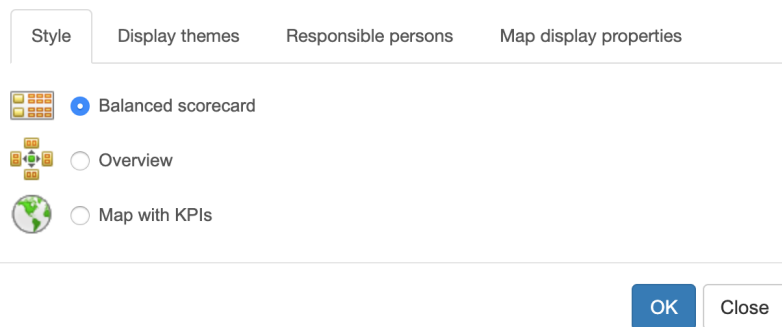 Style Display themes Responsible persons Map display properties
Balanced scorecard
Overview
Map with KPIs
OK Close